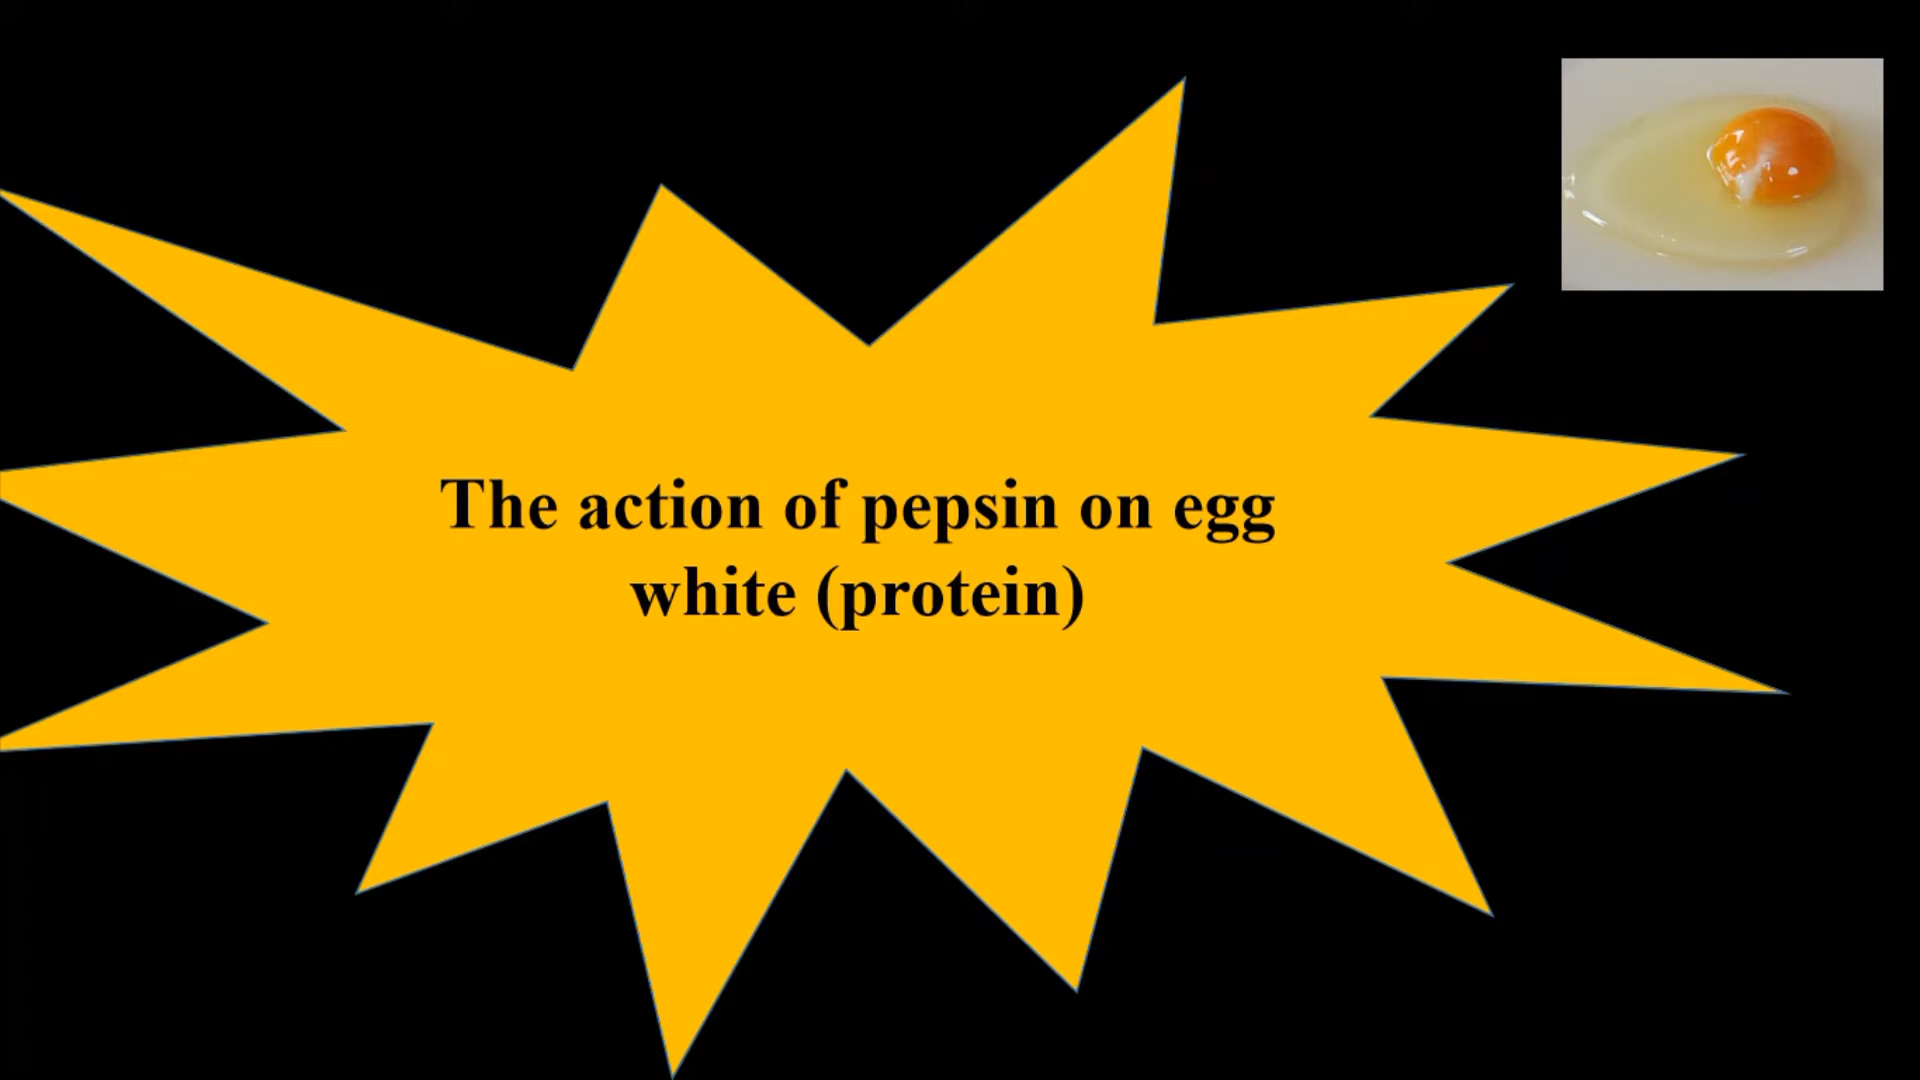 The action of pepsin on egg
white (protein)